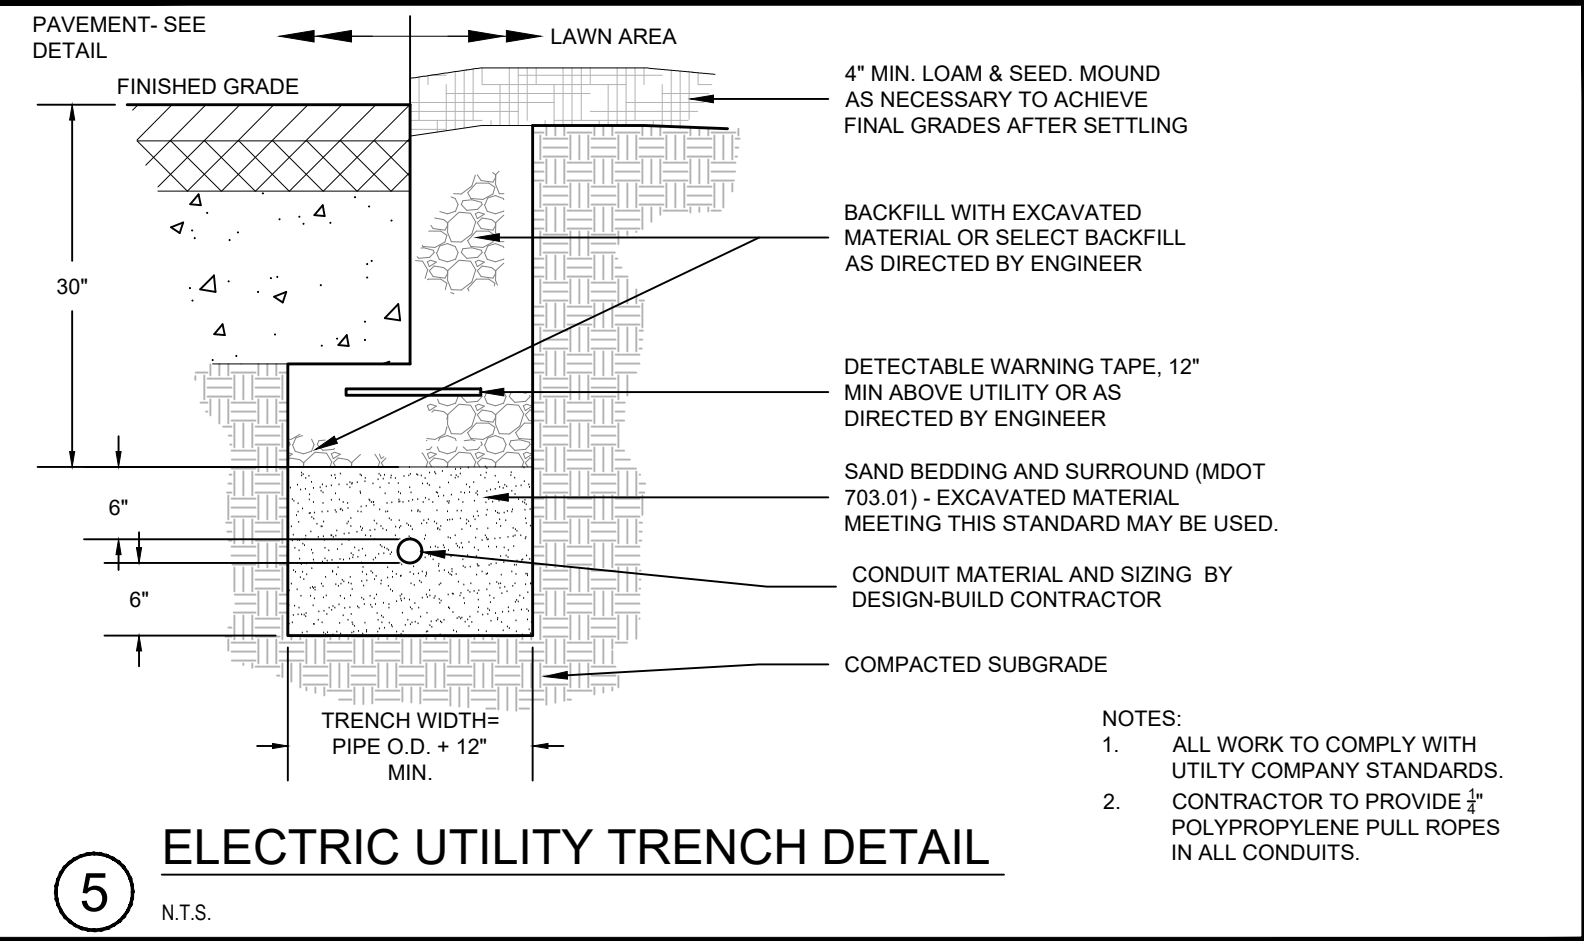 PAVEMENT- SEE
DETAIL
LAWN AREA
FINISHED GRADE
4" MIN. LOAM & SEED. MOUND
AS NECESSARY TO ACHIEVE
FINAL GRADES AFTER SETTLING
BACKFILL WITH EXCAVATED
MATERIAL OR SELECT BACKFILL
AS DIRECTED BY ENGINEER
30"
DETECTABLE WARNING TAPE, 12"
MIN ABOVE UTILITY OR AS
DIRECTED BY ENGINEER
SAND BEDDING AND SURROUND (MDOT
703.01) - EXCAVATED MATERIAL
MEETING THIS STANDARD MAY BE USED.
6"
6"
CONDUIT MATERIAL AND SIZING BY
DESIGN-BUILD CONTRACTOR
COMPACTED SUBGRADE
TRENCH WIDTH=
PIPE O.D. + 12"
MIN.
NOTES:
1. ALL WORK TO COMPLY WITH
UTILTY COMPANY STANDARDS.
2. CONTRACTOR TO PROVIDE 1/4"
POLYPROPYLENE PULL ROPES
IN ALL CONDUITS.
5
ELECTRIC UTILITY TRENCH DETAIL
N.T.S.